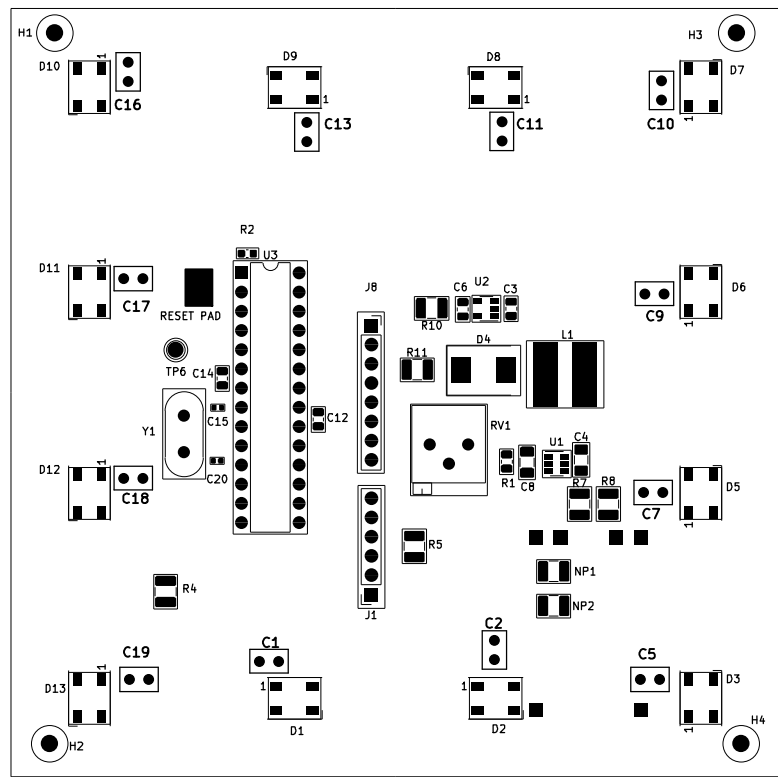 H1
H3
D10
1
C16
D9
1
C13
D8
1
C11
C10
D7
1
R2
U3
D11
1
C17
RESET PAD
TP6
C14
Y1
C15
C20
C12
J8
R10
C6
U2
C3
R11
D4
L1
RV1
C9
D6
1
D12
1
C18
R1
C8
U1
C4
R7
R8
C7
D5
1
R5
R4
J1
NP1
NP2
D13
1
C19
C1
1
D1
C2
1
D2
C5
D3
1
H2
H4